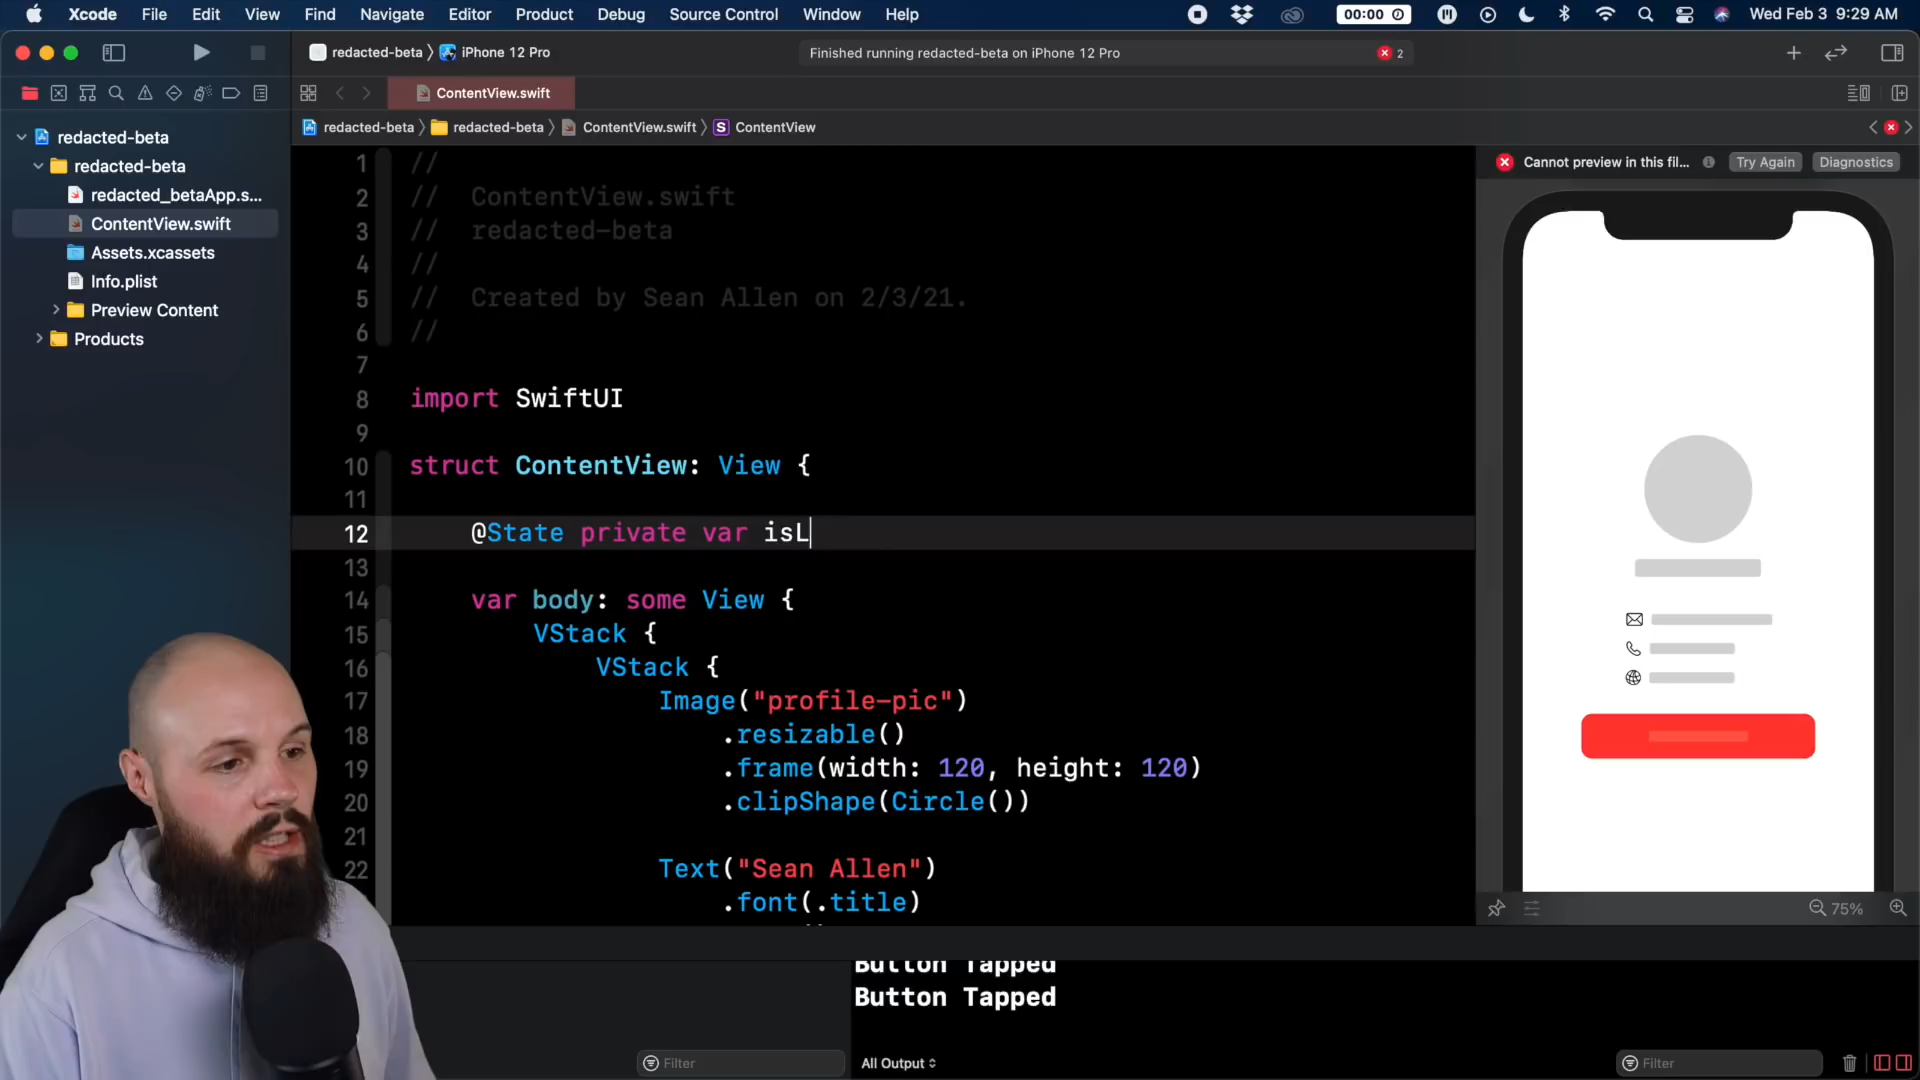 Xcode File Edit View Find Navigate Editor Product Debug Source Control Window Help 00:00 Wed Feb 3 9:29 AM
redacted-beta iPhone 12 Pro Finished running redacted-beta on iPhone 12 Pro 2
ContentView.swift
redacted-beta redacted-beta ContentView.swift S ContentView
redacted-beta
redacted-beta
redacted_betaApp.s...
ContentView.swift
Assets.xcassets
Info.plist
Preview Content
Products
1 //
2 // ContentView.swift
3 // redacted-beta
4 //
5 // Created by Sean Allen on 2/3/21.
6 //
7
8 import SwiftUI
9
10 struct ContentView: View {
11
12 @State private var isL
13
14 var body: some View {
15 VStack {
16 VStack {
17 Image("profile-pic")
18 .resizable()
19 .frame(width: 120, height: 120)
20 .clipShape(Circle())
21
22 Text("Sean Allen")
.font(.title)
Cannot preview in this fil... Try Again Diagnostics
75%
Button Tapped
Button Tapped
Filter All Output Filter